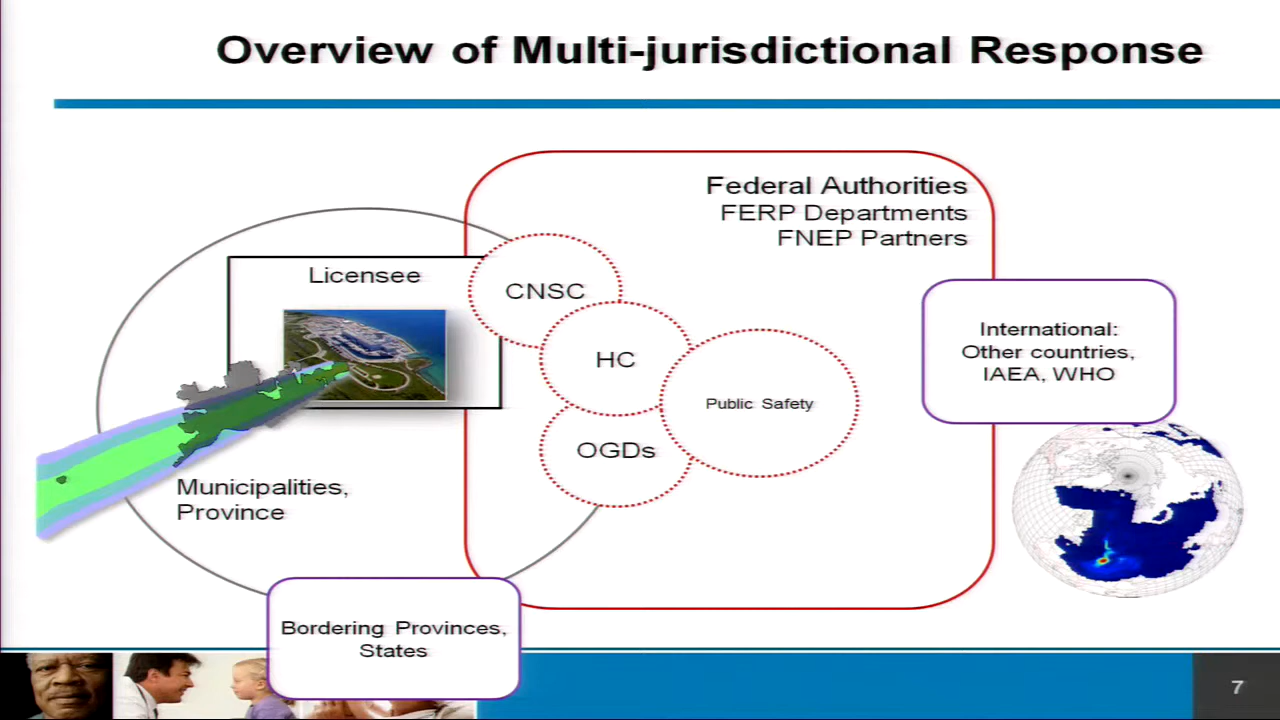 Overview of Multi-jurisdictional Response
Federal Authorities
FERP Departments
FNEP Partners
Licensee
CNSC
HC
Public Safety
OGDs
International:
Other countries,
IAEA, WHO
Municipalities,
Province
Bordering Provinces,
States
7